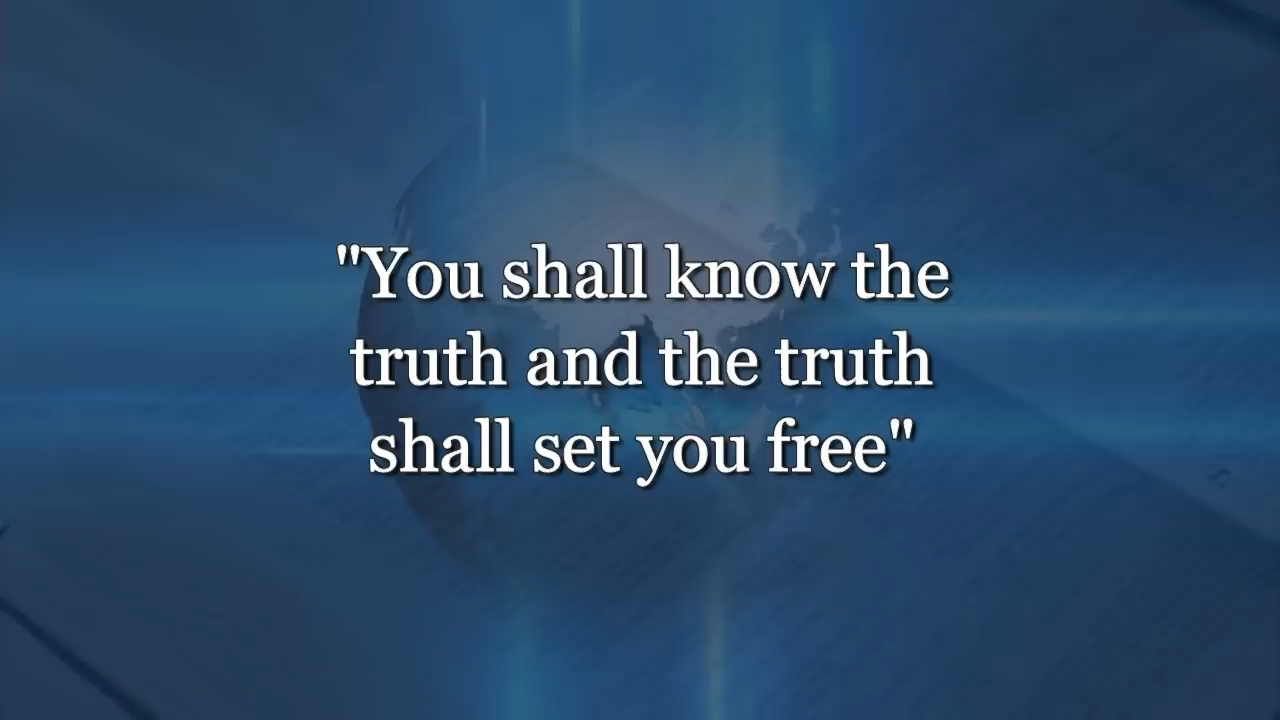 "You shall know the
truth and the truth
shall set you free"